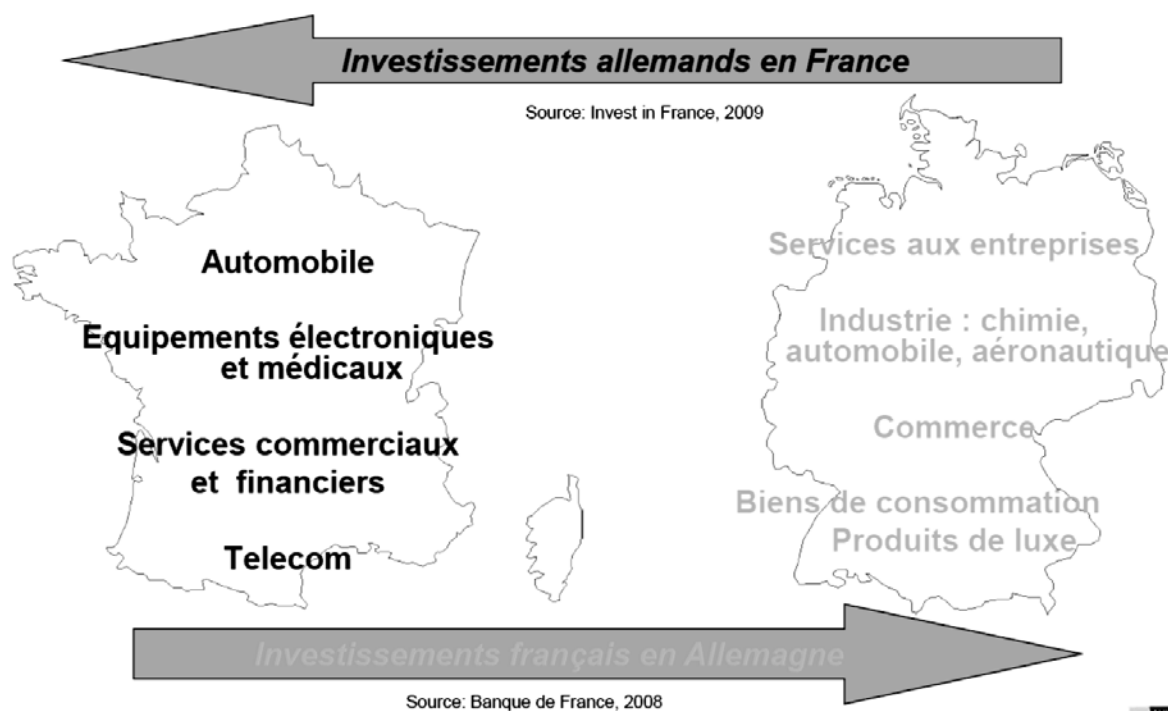 Investissements allemands en France
Source: Invest in France, 2009
Automobile
Equipements électroniques
et médicaux
Services commerciaux
et financiers
Telecom
Services aux entreprises
Industrie : chimie,
automobile, aéronautique
Commerce
Biens de consommation
Produits de luxe
Investissements français en Allemagne
Source: Banque de France, 2008